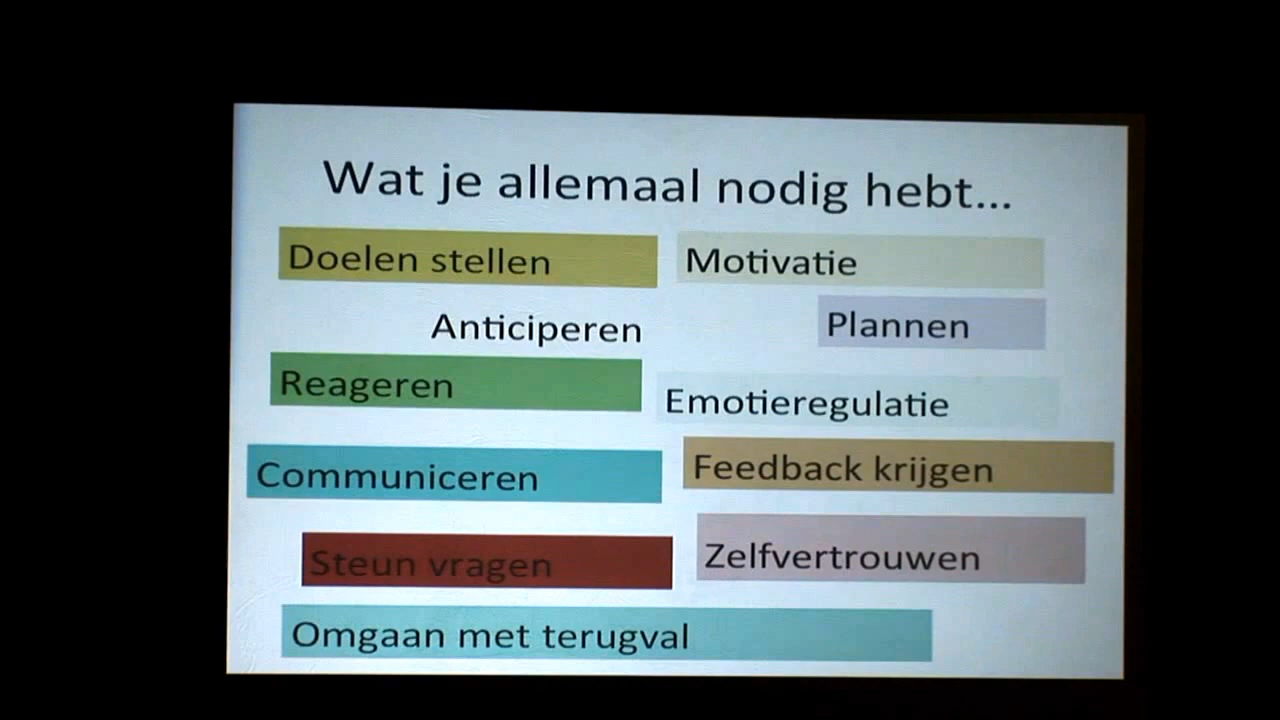 Wat je allemaal nodig hebt...
Doelen stellen
Motivatie
Anticiperen
Plannen
Reageren
Emotieregulatie
Communiceren
Feedback krijgen
Steun vragen
Zelfvertrouwen
Omgaan met terugval